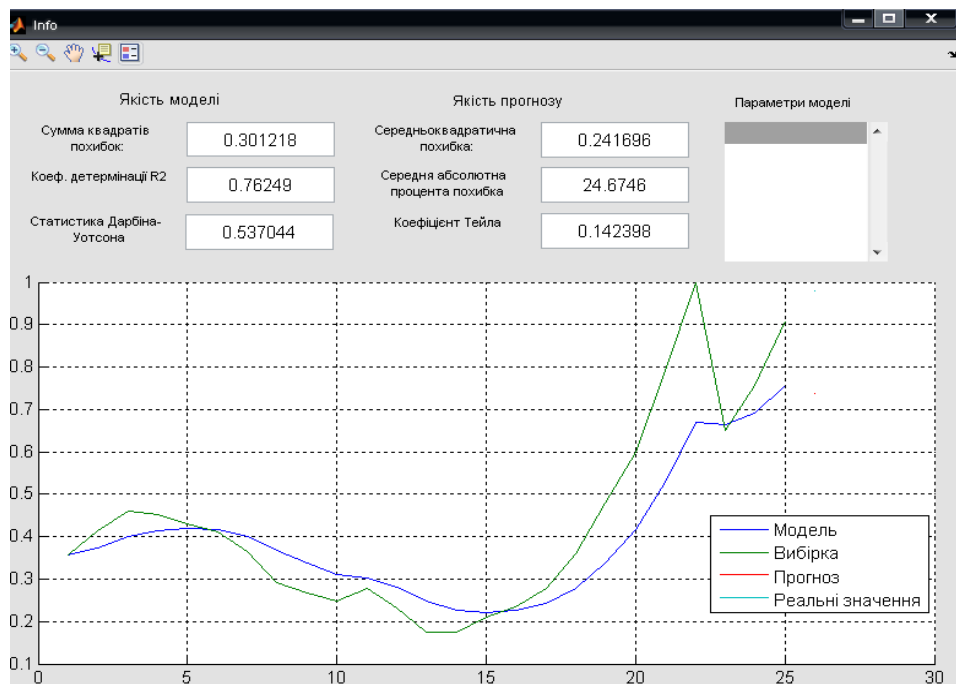 Info
Якість моделі
Якість прогнозу
Параметри моделі
Сумма квадратів
похибок:
0.301218
Середньоквадратична
похибка:
0.241696
Коеф. детермінації R2
0.76249
Середня абсолютна
процента похибка
24.6746
Статистика Дарбіна-
Уотсона
0.537044
Коефіцієнт Тейла
0.142398
1
0.9
0.8
0.7
0.6
0.5
0.4
0.3
0.2
0.1
Модель
Вибірка
Прогноз
Реальні значення
0
5
10
15
20
25
30